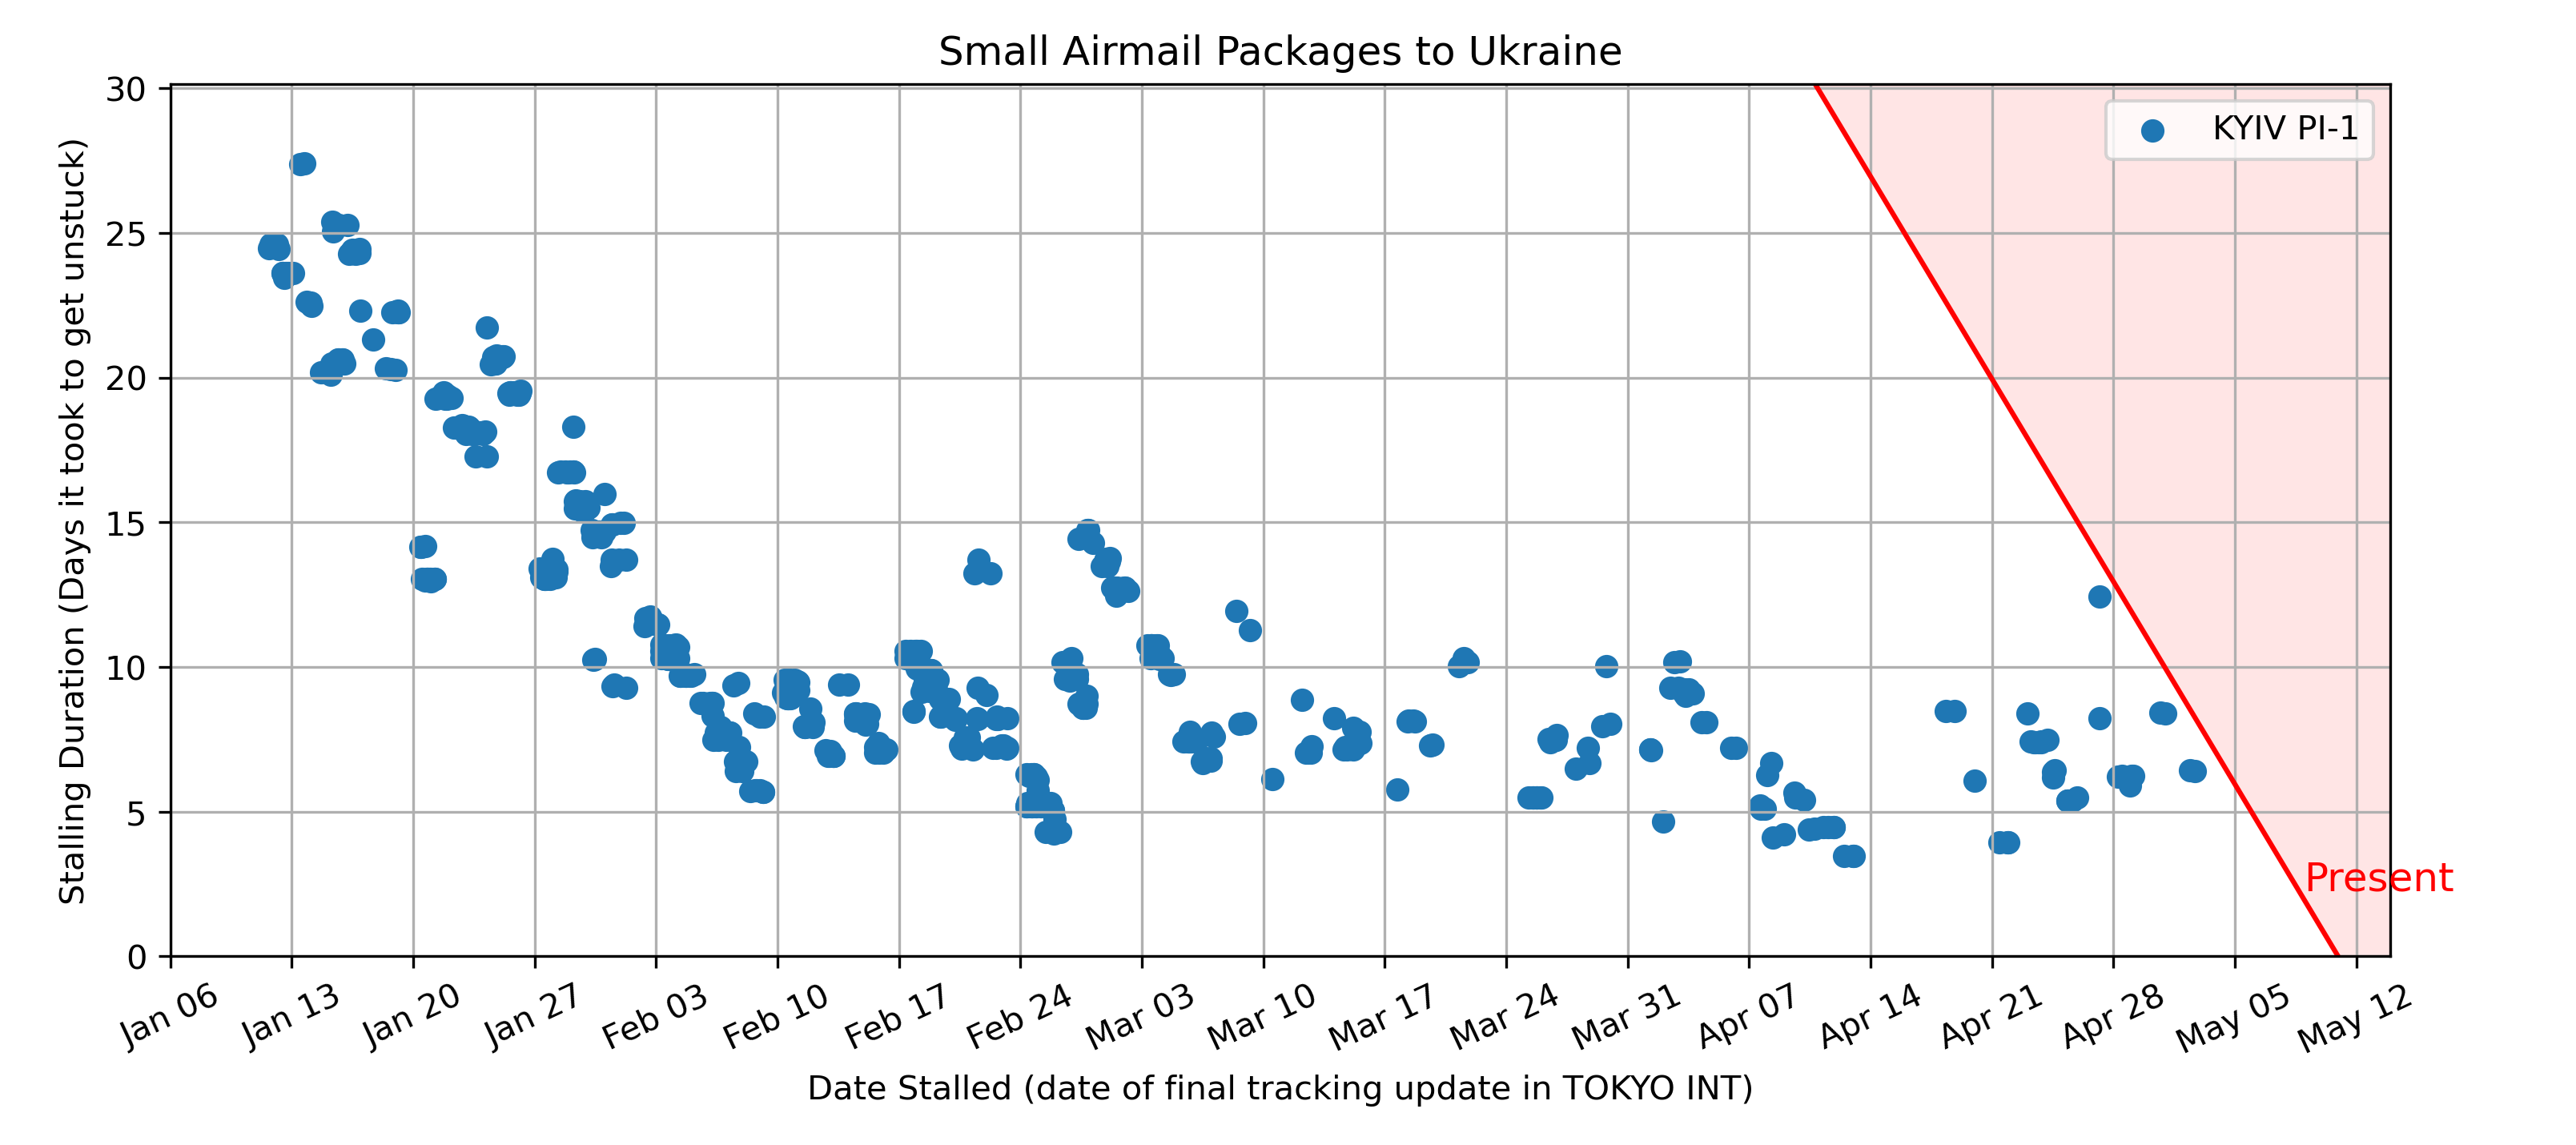 Small Airmail Packages to Ukraine
Stalling Duration (Days it took to get unstuck)
30
25
20
15
10
5
0
KYIV PI-1
Present
Jan 06
Jan 13
Jan 20
Jan 27
Feb 03
Feb 10
Feb 17
Feb 24
Mar 03
Mar 10
Mar 17
Mar 24
Mar 31
Apr 07
Apr 14
Apr 21
Apr 28
May 05
May 12
Date Stalled (date of final tracking update in TOKYO INT)